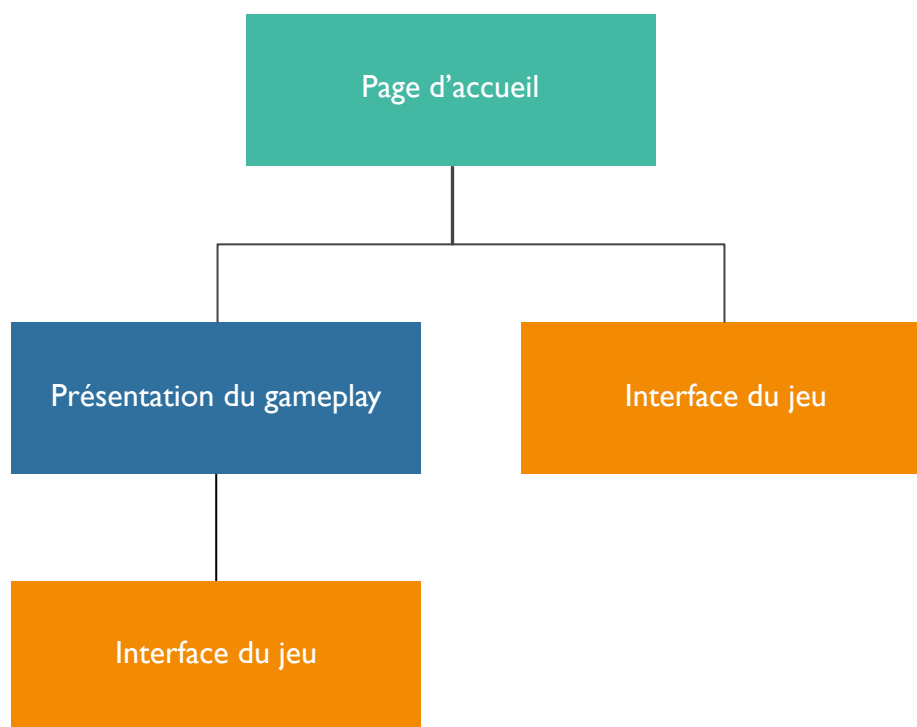 Page d’accueil
Présentation du gameplay
Interface du jeu
Interface du jeu